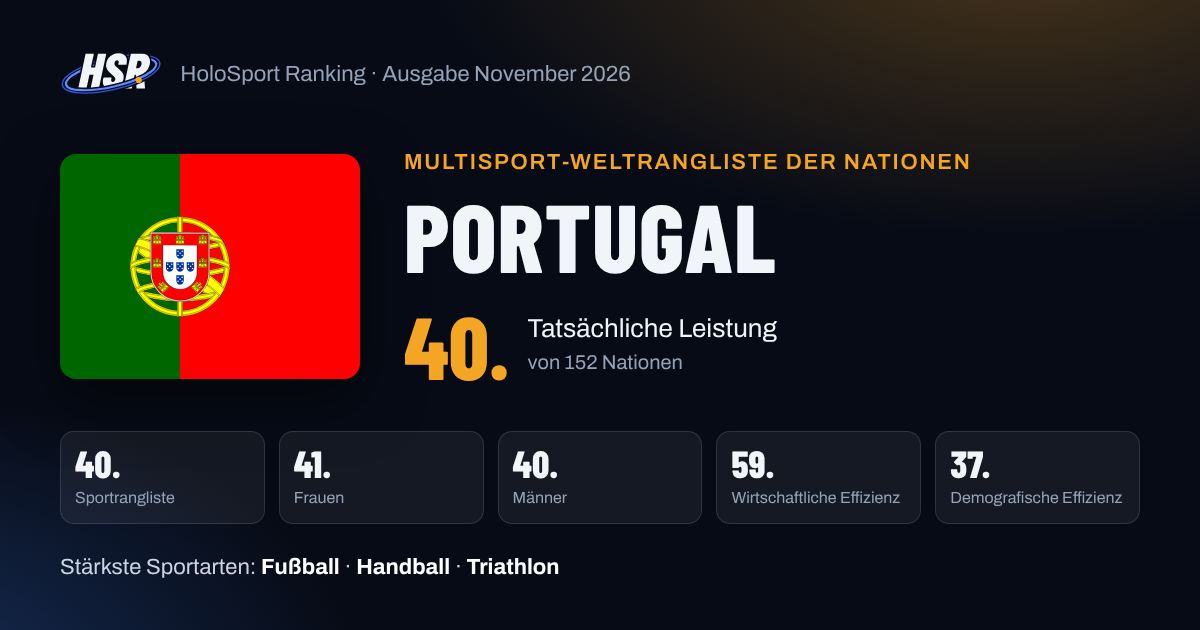 HSR HoloSport Ranking · Ausgabe November 2026
MULTISPORT-WELTRANGLISTE DER NATIONEN
PORTUGAL
40. Tatsächliche Leistung
von 152 Nationen
40.
Sportrangliste
41.
Frauen
40.
Männer
59.
Wirtschaftliche Effizienz
37.
Demografische Effizienz
Stärkste Sportarten: Fußball · Handball · Triathlon